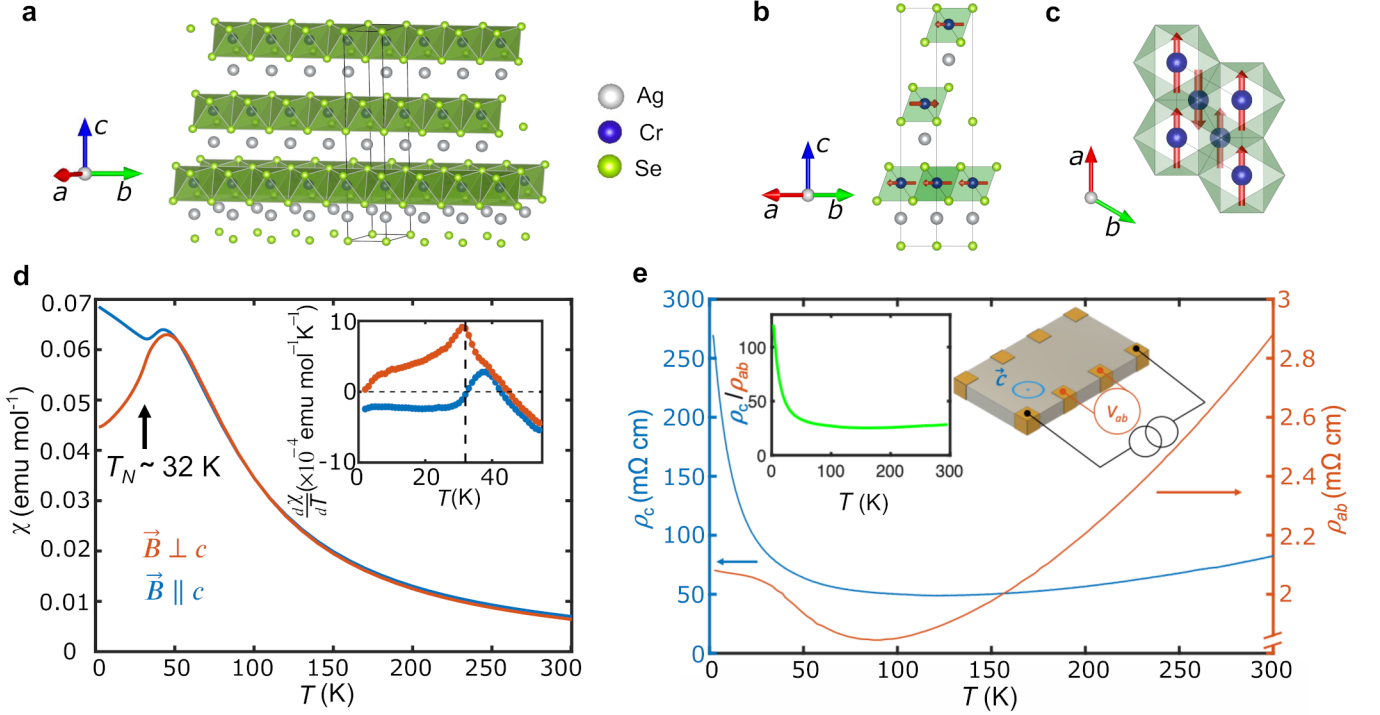 a
b
c
c
a
b
Ag
Cr
Se
c
a
b
a
b
d
0.07
0.06
0.05
0.04
0.03
0.02
0.01
0
χ (emu mol⁻¹)
T_N ~ 32 K
B⃗ ⊥ c
B⃗ ∥ c
0
50
100
150
200
250
300
T (K)
10
0
-10
dχ/dT (×10⁻⁴ emu mol⁻¹K⁻¹)
0
20
40
T(K)
e
300
250
200
150
100
50
0
ρ_c (mΩ cm)
100
50
0
ρ_c /ρ_ab
0
150
300
T (K)
c⃗
V_ab
3
2.8
2.6
2.4
2.2
2
ρ_ab (mΩ cm)
0
50
100
150
200
250
300
T (K)